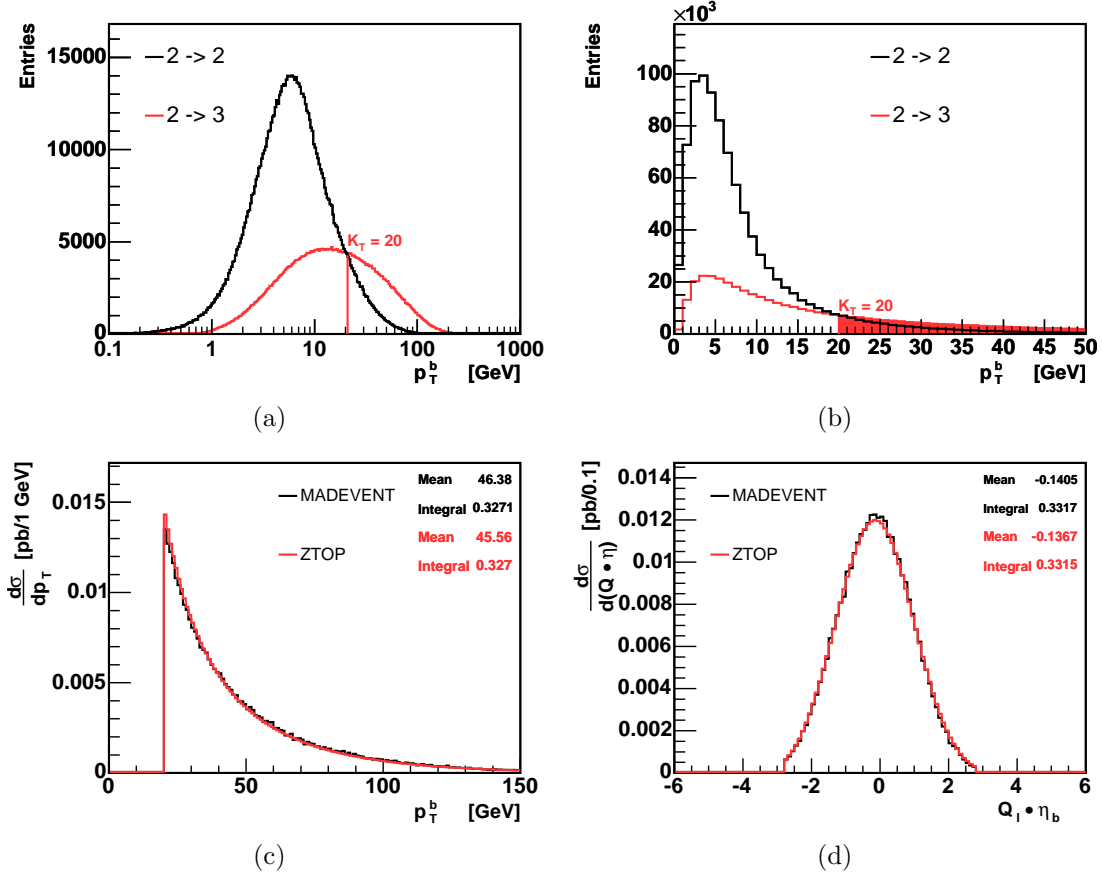 Entries
15000
10000
5000
0
2 -> 2
2 -> 3
K_T = 20
0.1 1 10 100 1000
p_T^b [GeV]
(a)
×10^3
Entries
100
80
60
40
20
0
2 -> 2
2 -> 3
K_T = 20
0 5 10 15 20 25 30 35 40 45 50
p_T^b [GeV]
(b)
dσ/dp_T [pb/1 GeV]
0.015
0.01
0.005
0
MADEVENT
ZTOP
Mean 46.38
Integral 0.3271
Mean 45.56
Integral 0.327
0 50 100 150
p_T^b [GeV]
(c)
dσ/d(Q • η) [pb/0.1]
0.014
0.012
0.01
0.008
0.006
0.004
0.002
0
MADEVENT
ZTOP
Mean -0.1405
Integral 0.3317
Mean -0.1367
Integral 0.3315
-6 -4 -2 0 2 4 6
Q_l • η_b
(d)